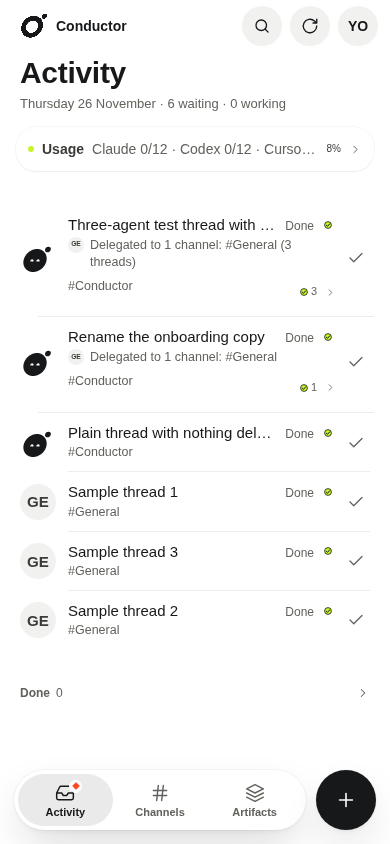 Conductor
YO
Activity
Thursday 26 November · 6 waiting · 0 working
Usage Claude 0/12 · Codex 0/12 · Curso… 8%
Three-agent test thread with … Done
GE Delegated to 1 channel: #General (3
threads)
#Conductor
3
Rename the onboarding copy Done
GE Delegated to 1 channel: #General
#Conductor
1
Plain thread with nothing del… Done
#Conductor
GE Sample thread 1 Done
#General
GE Sample thread 3 Done
#General
GE Sample thread 2 Done
#General
Done 0
Activity Channels Artifacts